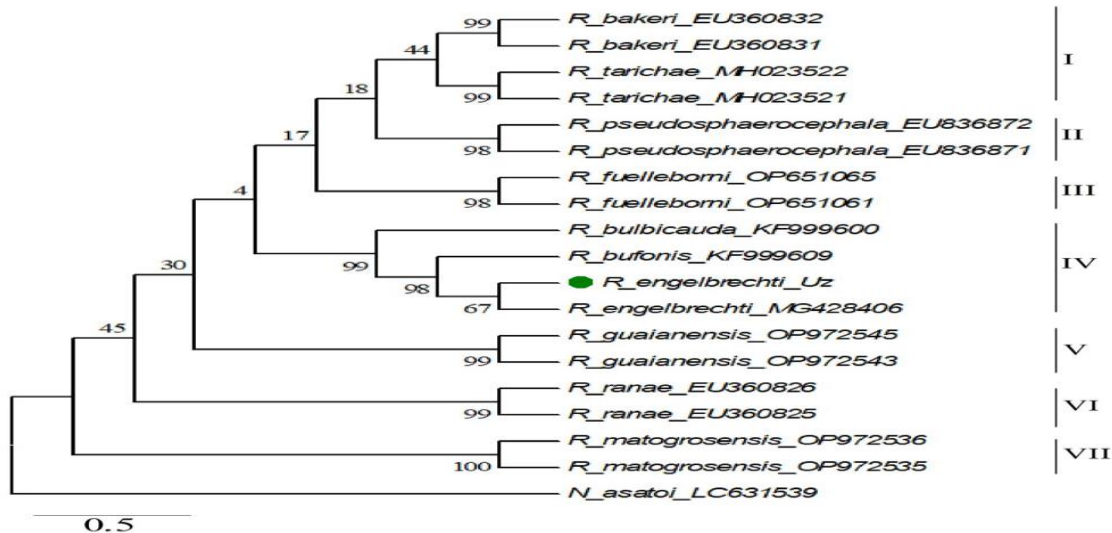 99
R_bakeri_EU360832
R_bakeri_EU360831
44
I
R_tarichae_MH023522
18
99
R_tarichae_MH023521
R_pseudosphaerocephala_EU836872
17
II
98
R_pseudosphaerocephala_EU836871
R_fuelleborni_OP651065
4
III
98
R_fuelleborni_OP651061
R_bulbicauda_KF999600
R_bufonis_KF999609
30
99
IV
98
R_engelbrechti_Uz
67
R_engelbrechti_MG428406
45
R_guaianensis_OP972545
V
99
R_guaianensis_OP972543
R_ranae_EU360826
VI
99
R_ranae_EU360825
R_matogrosensis_OP972536
VII
100
R_matogrosensis_OP972535
N_asatoi_LC631539
0.5